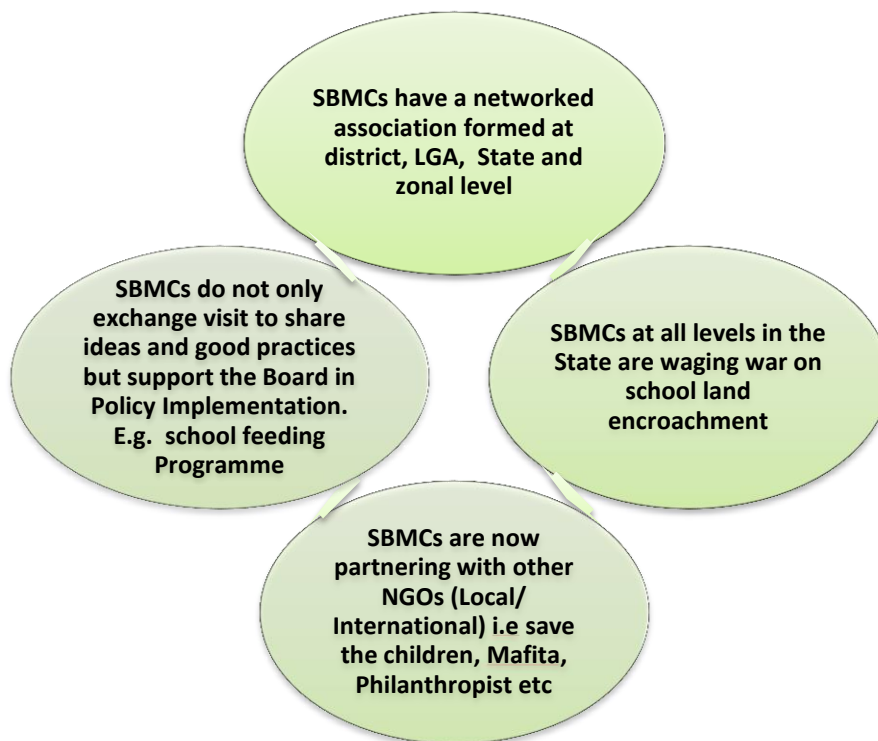 SBMCs have a networked
association formed at
district, LGA,  State and
zonal level
SBMCs do not only
exchange visit to share
ideas and good practices
but support the Board in
Policy Implementation.
E.g.  school feeding
Programme
SBMCs at all levels in the
State are waging war on
school land
encroachment
SBMCs are now
partnering with other
NGOs (Local/
International) i.e save
the children, Mafita,
Philanthropist etc